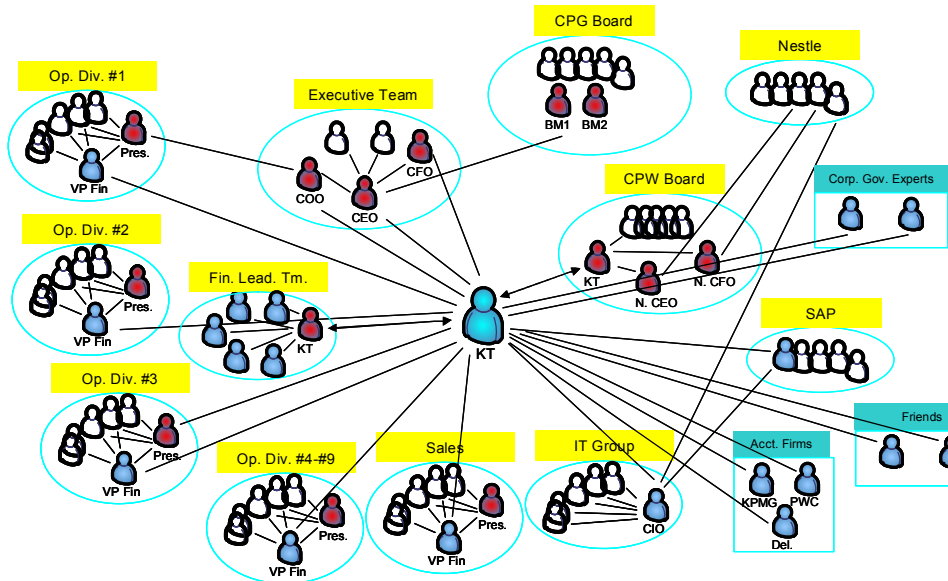 CPG Board
Nestle
Op. Div. #1
Executive Team
BM1
BM2
Pres.
CFO
VP Fin
COO
CEO
CPW Board
Corp. Gov. Experts
Op. Div. #2
Fin. Lead. Tm.
KT
N. CEO
N. CFO
Pres.
VP Fin
KT
KT
SAP
Op. Div. #3
Pres.
VP Fin
Op. Div. #4-#9
Sales
IT Group
Acct. Firms
Friends
Pres.
VP Fin
Pres.
VP Fin
CIO
KPMG
PWC
Del.